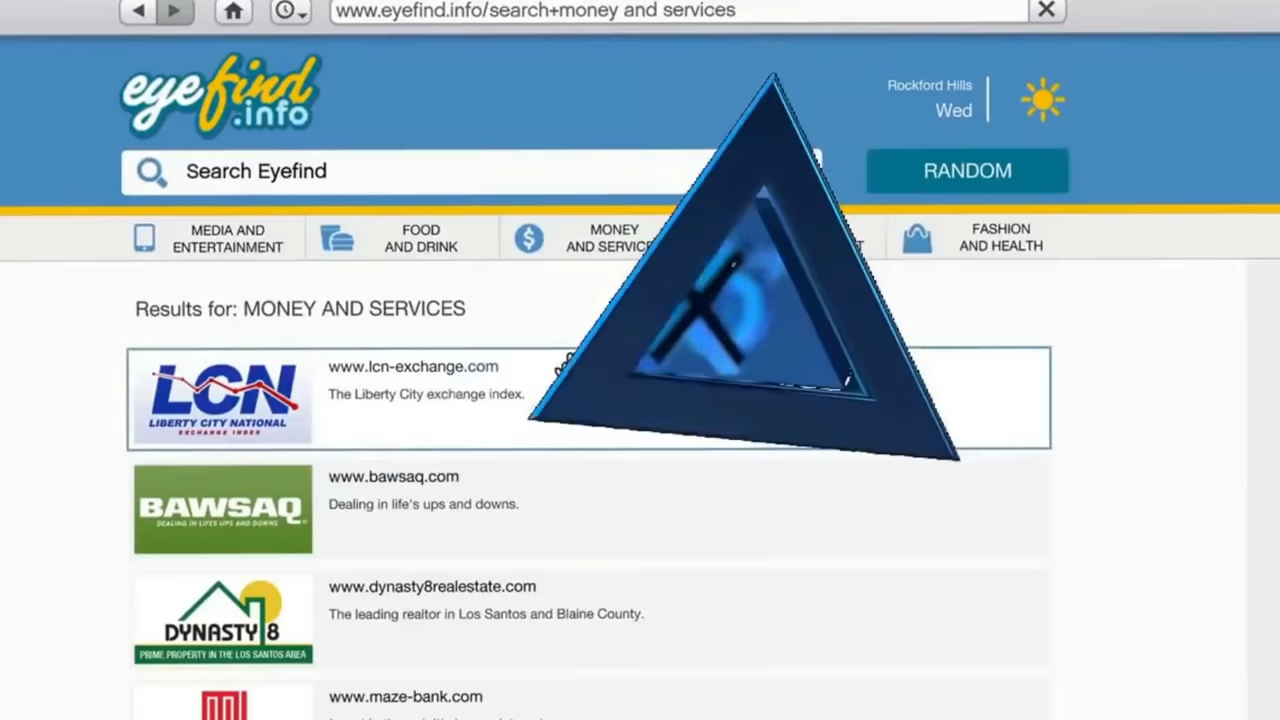 www.eyefind.info/search+money and services
eyefind
.info
Rockford Hills
Wed
Search Eyefind
RANDOM
MEDIA AND
ENTERTAINMENT
FOOD
AND DRINK
MONEY
AND SERVIC
T
FASHION
AND HEALTH
Results for: MONEY AND SERVICES
LCN
LIBERTY CITY NATIONAL
EXCHANGE INDEX
www.lcn-exchange.com
The Liberty City exchange index.
BAWSAQ
DEALING IN LIFES UPS AND DOWNS
www.bawsaq.com
Dealing in life's ups and downs.
DYNASTY 8
PRIME PROPERTY IN THE LOS SANTOS AREA
www.dynasty8realestate.com
The leading realtor in Los Santos and Blaine County.
www.maze-bank.com